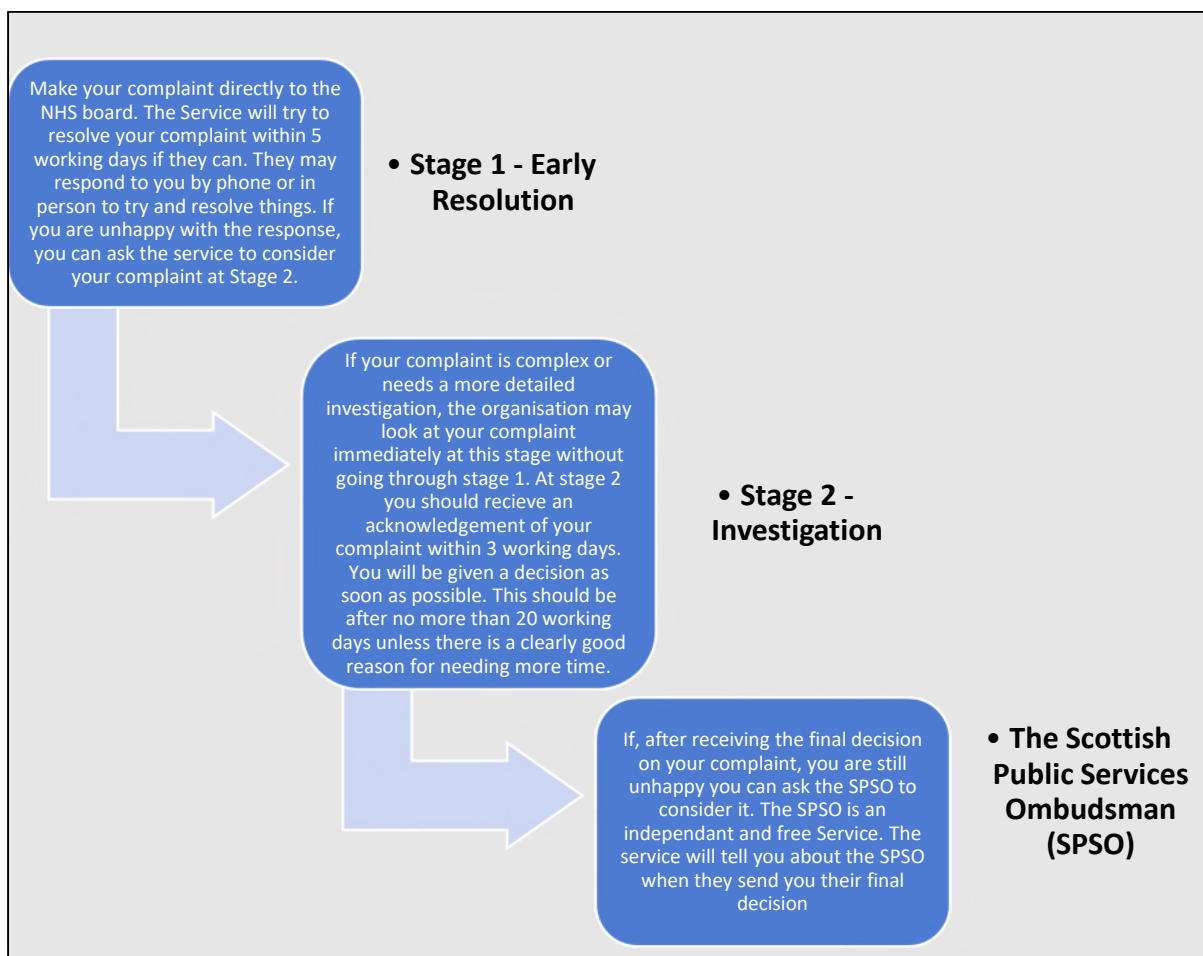 Make your complaint directly to the
NHS board. The Service will try to
resolve your complaint within 5
working days if they can. They may
respond to you by phone or in
person to try and resolve things. If
you are unhappy with the response,
you can ask the service to consider
your complaint at Stage 2.
• Stage 1 - Early
Resolution
If your complaint is complex or
needs a more detailed
investigation, the organisation may
look at your complaint
immediately at this stage without
going through stage 1. At stage 2
you should recieve an
acknowledgement of your
complaint within 3 working days.
You will be given a decision as
soon as possible. This should be
after no more than 20 working
days unless there is a clearly good
reason for needing more time.
• Stage 2 -
Investigation
If, after receiving the final decision
on your complaint, you are still
unhappy you can ask the SPSO to
consider it. The SPSO is an
independant and free Service. The
service will tell you about the SPSO
when they send you their final
decision
• The Scottish
Public Services
Ombudsman
(SPSO)